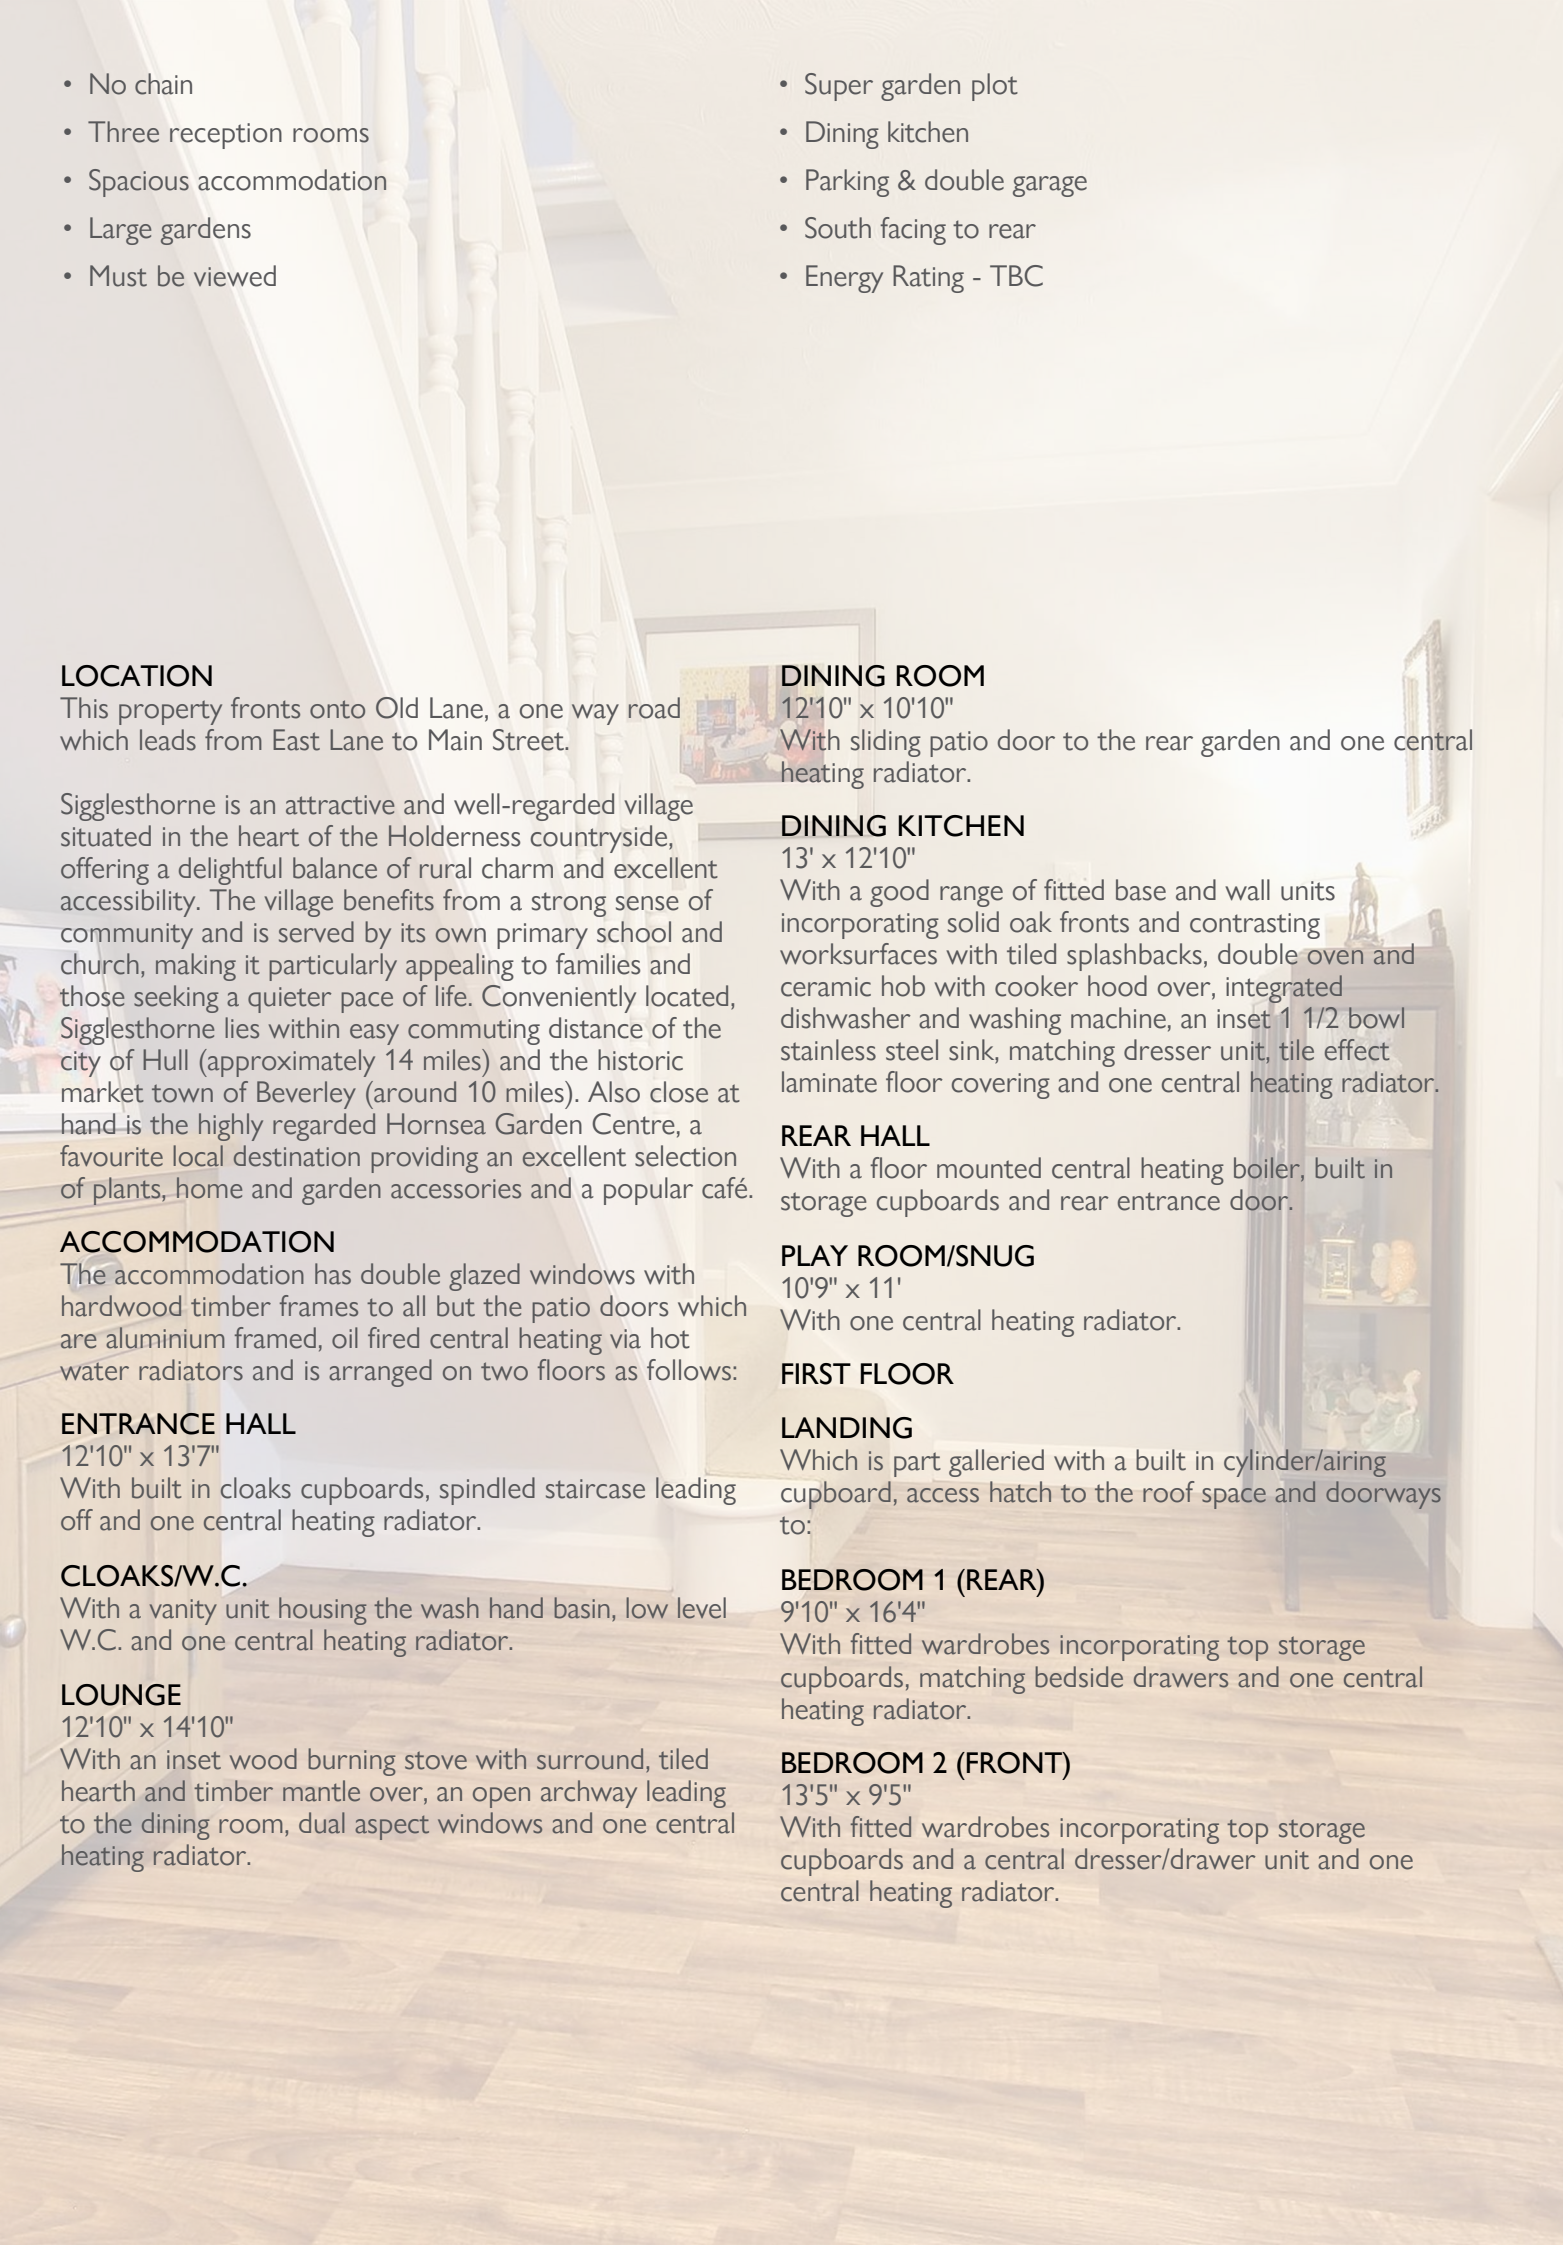 • No chain
• Three reception rooms
• Spacious accommodation
• Large gardens
• Must be viewed
• Super garden plot
• Dining kitchen
• Parking & double garage
• South facing to rear
• Energy Rating - TBC
LOCATION
This property fronts onto Old Lane, a one way road
which leads from East Lane to Main Street.
Sigglesthorne is an attractive and well-regarded village
situated in the heart of the Holderness countryside,
offering a delightful balance of rural charm and excellent
accessibility. The village benefits from a strong sense of
community and is served by its own primary school and
church, making it particularly appealing to families and
those seeking a quieter pace of life. Conveniently located,
Sigglesthorne lies within easy commuting distance of the
city of Hull (approximately 14 miles) and the historic
market town of Beverley (around 10 miles). Also close at
hand is the highly regarded Hornsea Garden Centre, a
favourite local destination providing an excellent selection
of plants, home and garden accessories and a popular café.
ACCOMMODATION
The accommodation has double glazed windows with
hardwood timber frames to all but the patio doors which
are aluminium framed, oil fired central heating via hot
water radiators and is arranged on two floors as follows:
ENTRANCE HALL
12'10" x 13'7"
With built in cloaks cupboards, spindled staircase leading
off and one central heating radiator.
CLOAKS/W.C.
With a vanity unit housing the wash hand basin, low level
W.C. and one central heating radiator.
LOUNGE
12'10" x 14'10"
With an inset wood burning stove with surround, tiled
hearth and timber mantle over, an open archway leading
to the dining room, dual aspect windows and one central
heating radiator.
DINING ROOM
12'10" x 10'10"
With sliding patio door to the rear garden and one central
heating radiator.
DINING KITCHEN
13' x 12'10"
With a good range of fitted base and wall units
incorporating solid oak fronts and contrasting
worksurfaces with tiled splashbacks, double oven and
ceramic hob with cooker hood over, integrated
dishwasher and washing machine, an inset 1 1/2 bowl
stainless steel sink, matching dresser unit, tile effect
laminate floor covering and one central heating radiator.
REAR HALL
With a floor mounted central heating boiler, built in
storage cupboards and rear entrance door.
PLAY ROOM/SNUG
10'9" x 11'
With one central heating radiator.
FIRST FLOOR
LANDING
Which is part galleried with a built in cylinder/airing
cupboard, access hatch to the roof space and doorways
to:
BEDROOM 1 (REAR)
9'10" x 16'4"
With fitted wardrobes incorporating top storage
cupboards, matching bedside drawers and one central
heating radiator.
BEDROOM 2 (FRONT)
13'5" x 9'5"
With fitted wardrobes incorporating top storage
cupboards and a central dresser/drawer unit and one
central heating radiator.